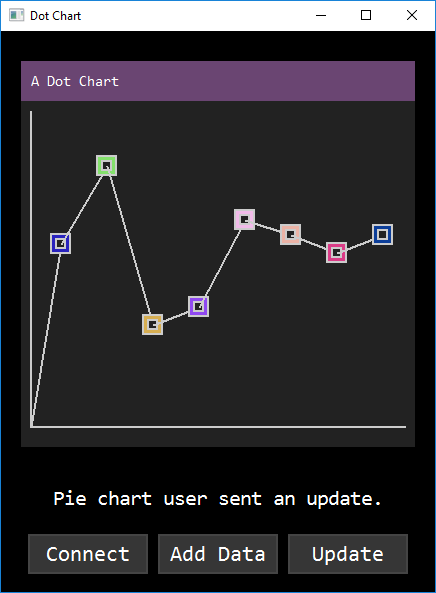 Dot Chart
A Dot Chart
Pie chart user sent an update.
Connect
Add Data
Update